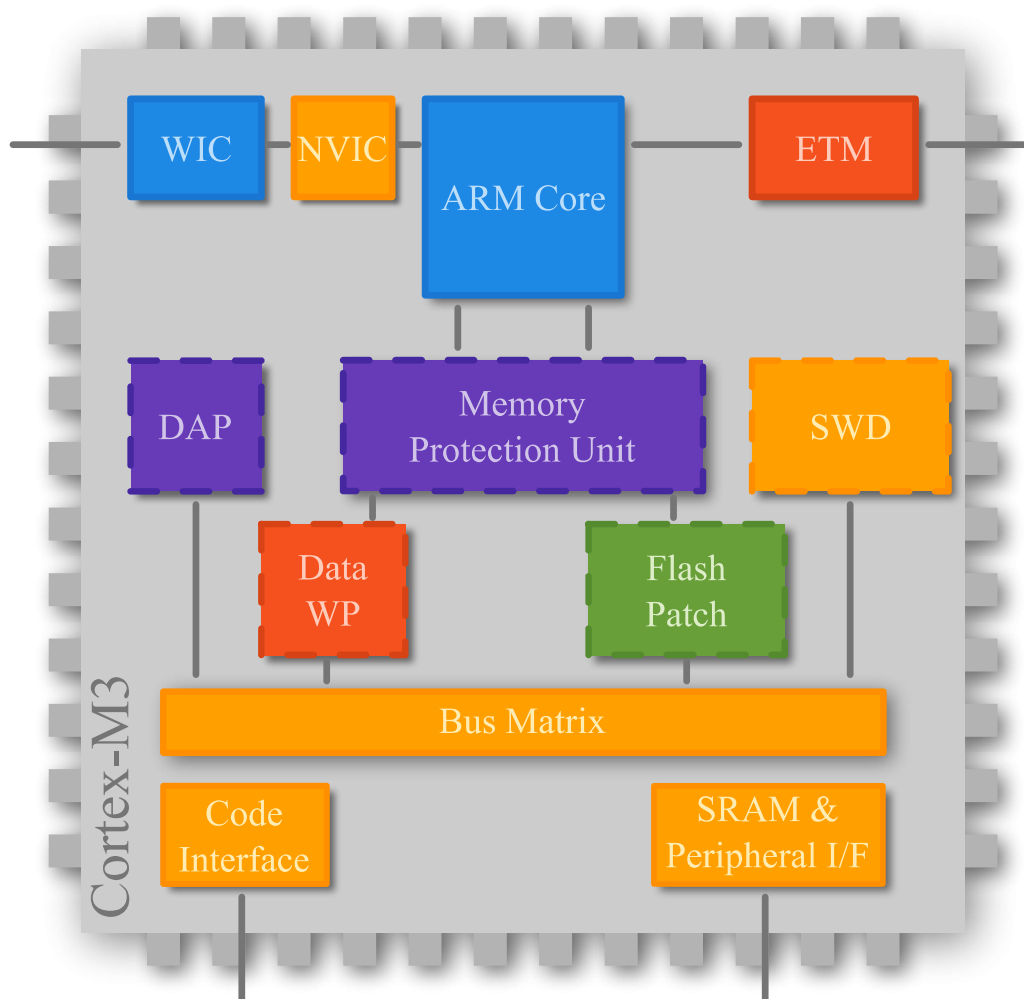 WIC
NVIC
ARM Core
ETM
DAP
Memory
Protection Unit
SWD
Data
WP
Flash
Patch
Bus Matrix
Code
Interface
SRAM &
Peripheral I/F
Cortex-M3